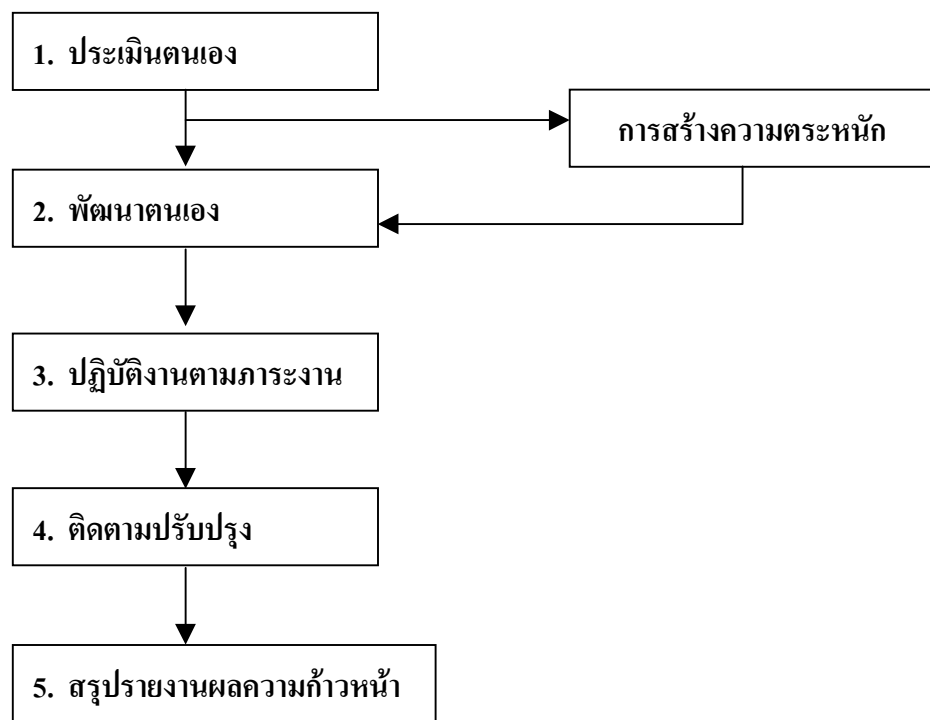 1. ประเมินตนเอง
การสร้างความตระหนัก
2. พัฒนาตนเอง
3. ปฏิบัติงานตามภาระงาน
4. ติดตามปรับปรุง
5. สรุปรายงานผลความก้าวหน้า